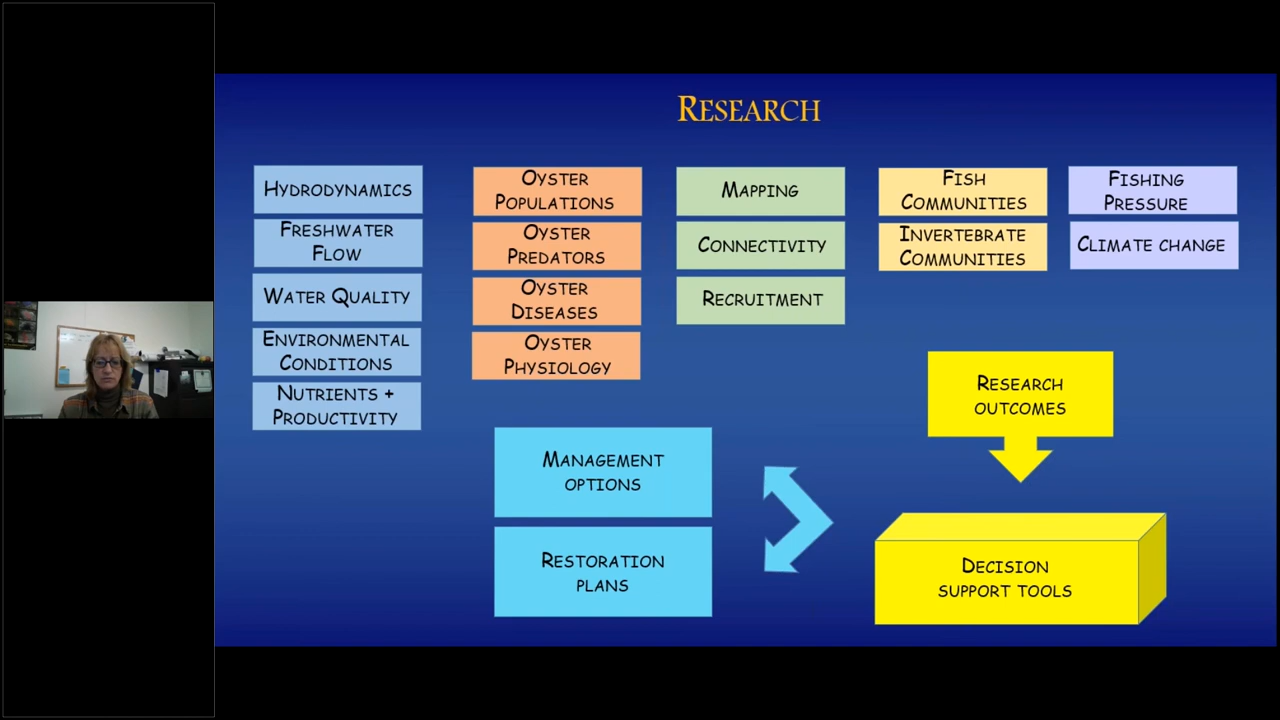 RESEARCH
HYDRODYNAMICS
FRESHWATER
FLOW
WATER QUALITY
ENVIRONMENTAL
CONDITIONS
NUTRIENTS +
PRODUCTIVITY
OYSTER
POPULATIONS
OYSTER
PREDATORS
OYSTER
DISEASES
OYSTER
PHYSIOLOGY
MAPPING
CONNECTIVITY
RECRUITMENT
FISH
COMMUNITIES
INVERTEBRATE
COMMUNITIES
FISHING
PRESSURE
CLIMATE CHANGE
RESEARCH
OUTCOMES
DECISION
SUPPORT TOOLS
MANAGEMENT
OPTIONS
RESTORATION
PLANS